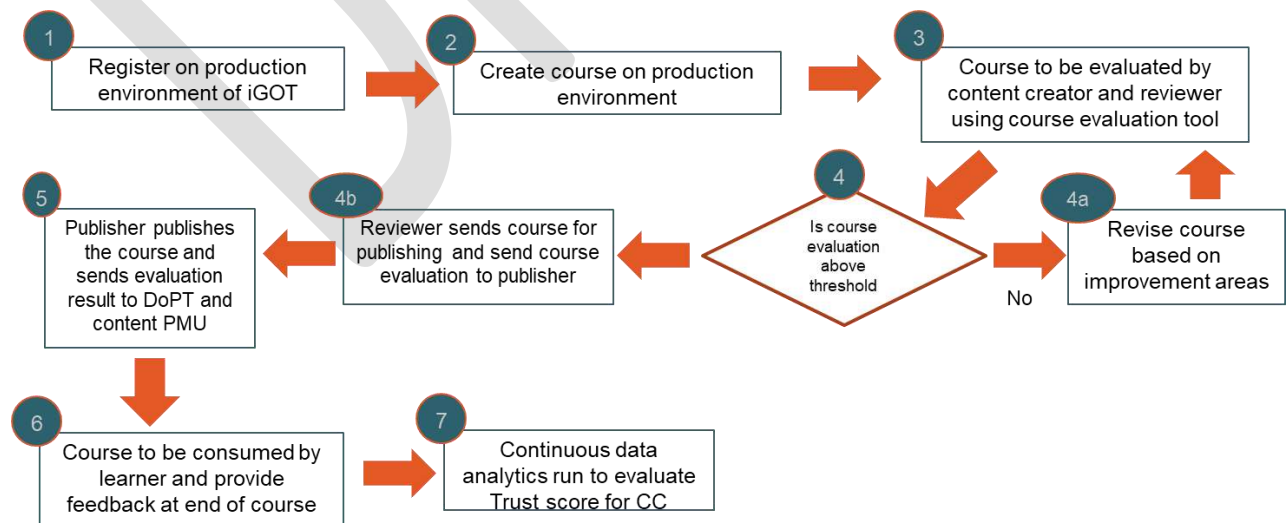 1
Register on production
environment of iGOT
2
Create course on production
environment
3
Course to be evaluated by
content creator and reviewer
using course evaluation tool
4
Is course
evaluation
above
threshold
No
4a
Revise course
based on
improvement areas
4b
Reviewer sends course for
publishing and send course
evaluation to publisher
5
Publisher publishes
the course and
sends evaluation
result to DoPT and
content PMU
6
Course to be consumed by
learner and provide
feedback at end of course
7
Continuous data
analytics run to evaluate
Trust score for CC